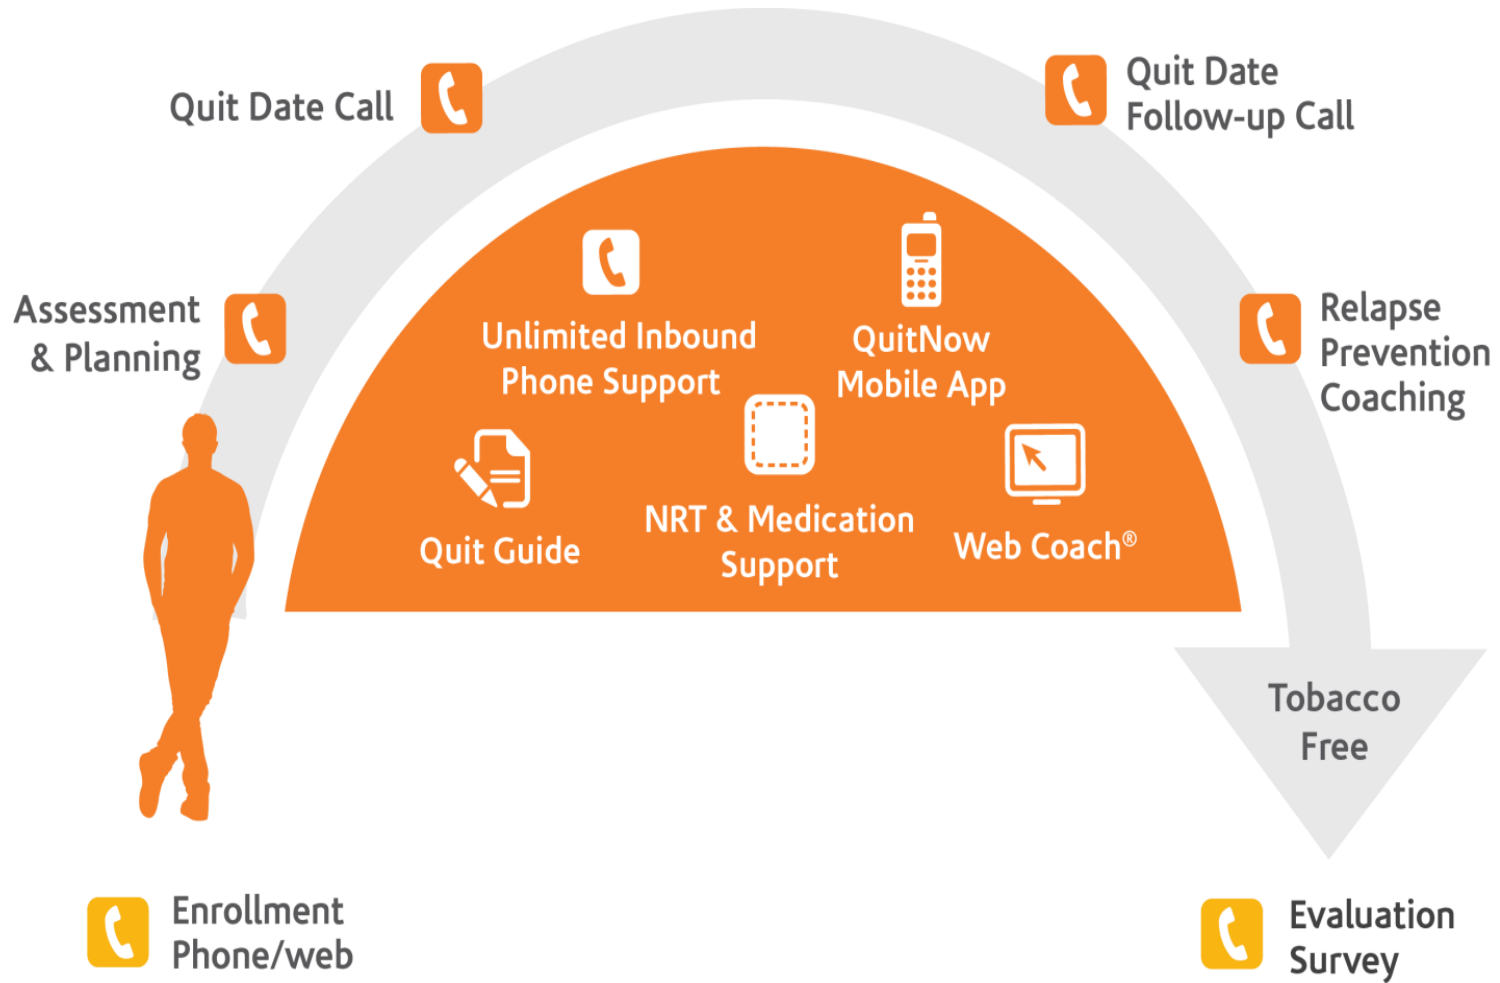 Quit Date Call
Quit Date
Follow-up Call
Assessment
& Planning
Relapse
Prevention
Coaching
Unlimited Inbound
Phone Support
QuitNow
Mobile App
Quit Guide
NRT & Medication
Support
Web Coach®
Tobacco
Free
Enrollment
Phone/web
Evaluation
Survey